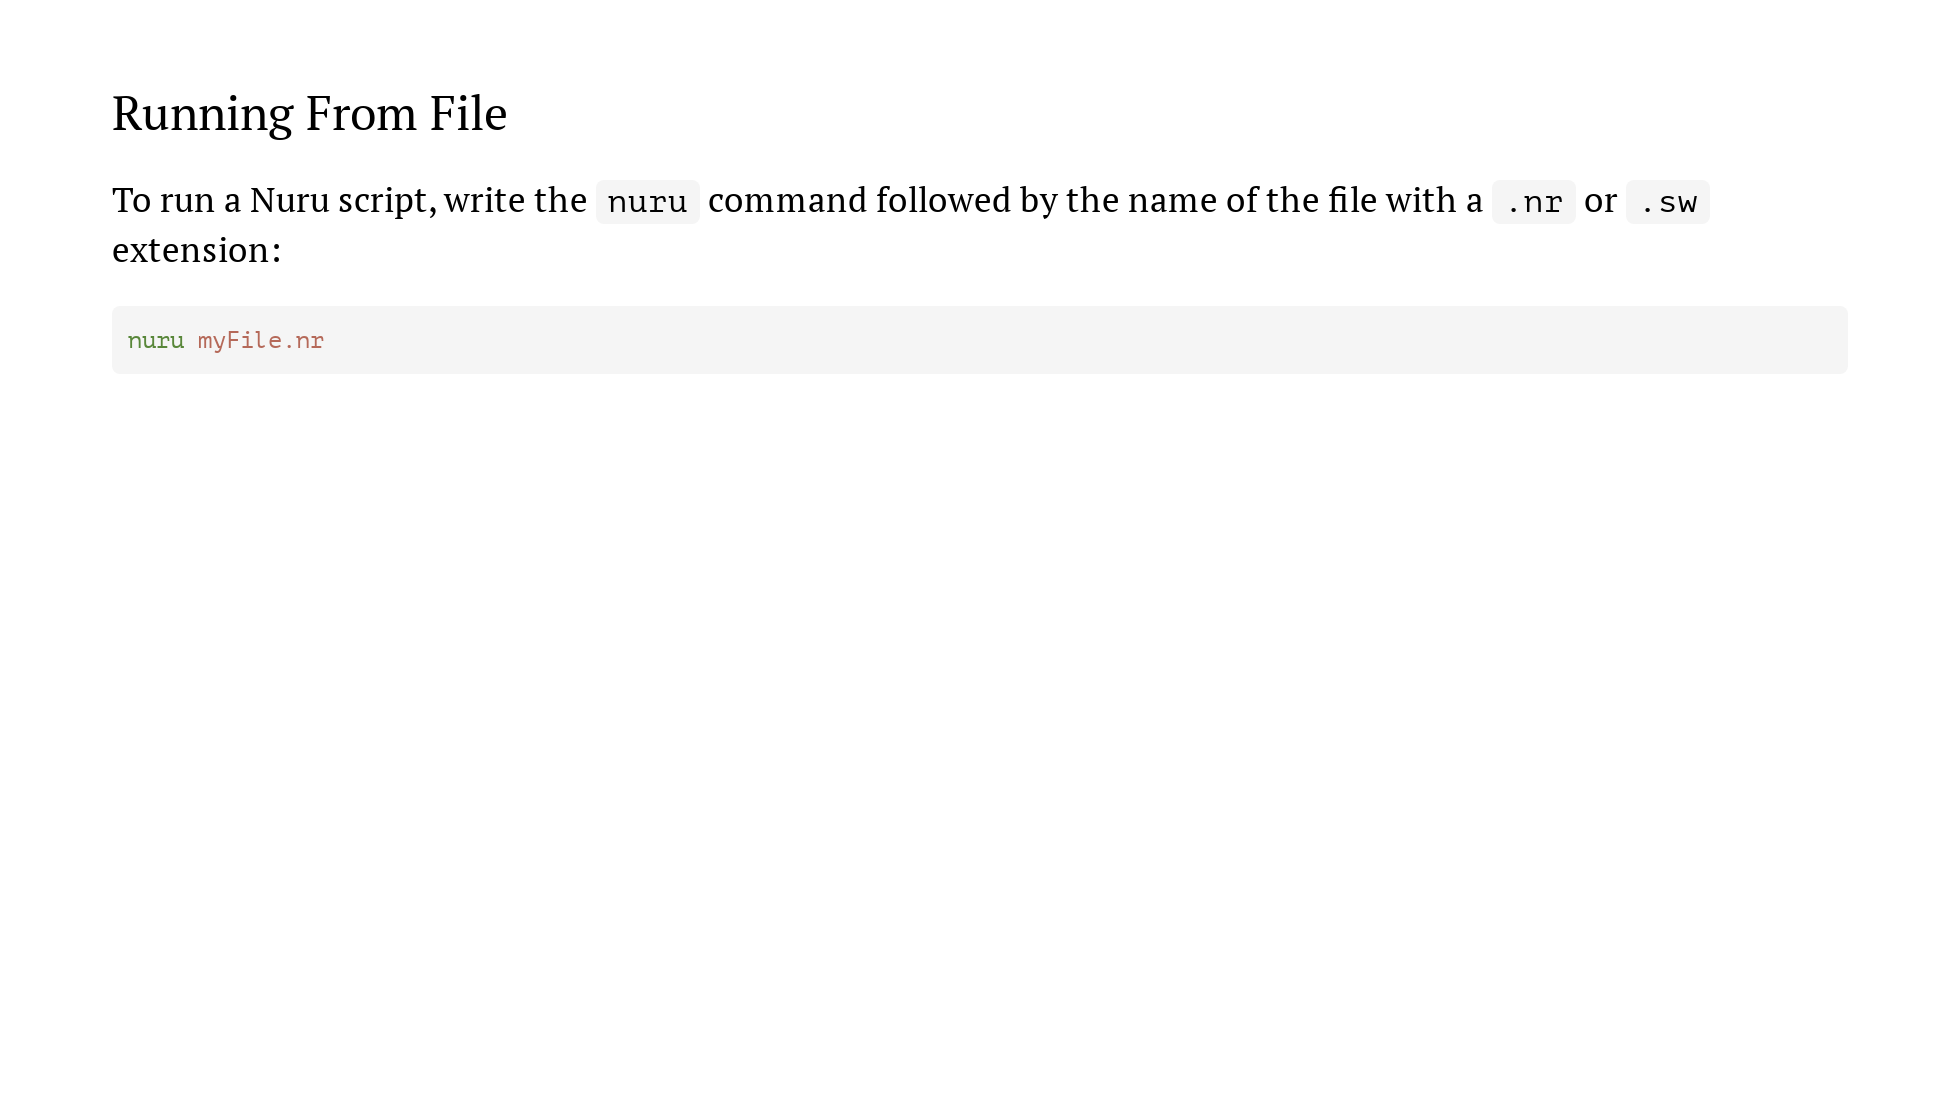 Running From File
To run a Nuru script, write the nuru command followed by the name of the file with a .nr or .sw
extension:
nuru myFile.nr